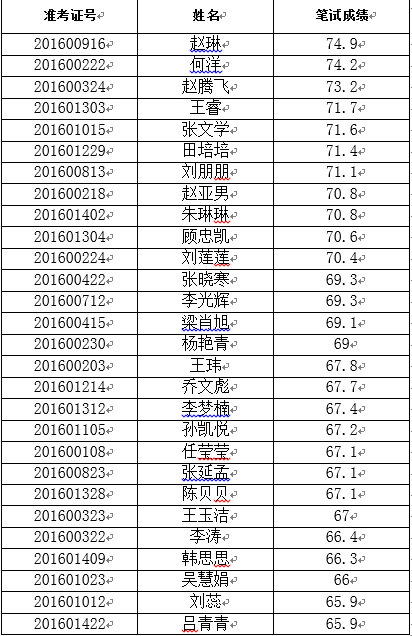 准考证号 姓名 笔试成绩
201600916 赵琳 74.9
201600222 何洋 74.2
201600324 赵腾飞 73.2
201601303 王睿 71.7
201601015 张文学 71.6
201601229 田培培 71.4
201600813 刘朋朋 71.1
201600218 赵亚男 70.8
201601402 朱琳琳 70.8
201601304 顾忠凯 70.6
201600224 刘莲莲 70.4
201600422 张晓寒 69.3
201600712 李光辉 69.3
201600415 梁肖旭 69.1
201600230 杨艳青 69
201600203 王玮 67.8
201601214 乔文彪 67.7
201601312 李梦楠 67.4
201601105 孙凯悦 67.2
201600108 任莹莹 67.1
201600823 张延孟 67.1
201601328 陈贝贝 67.1
201600323 王玉洁 67
201600322 李涛 66.4
201601409 韩思思 66.3
201601023 吴慧娟 66
201601012 刘蕊 65.9
201601422 吕青青 65.9